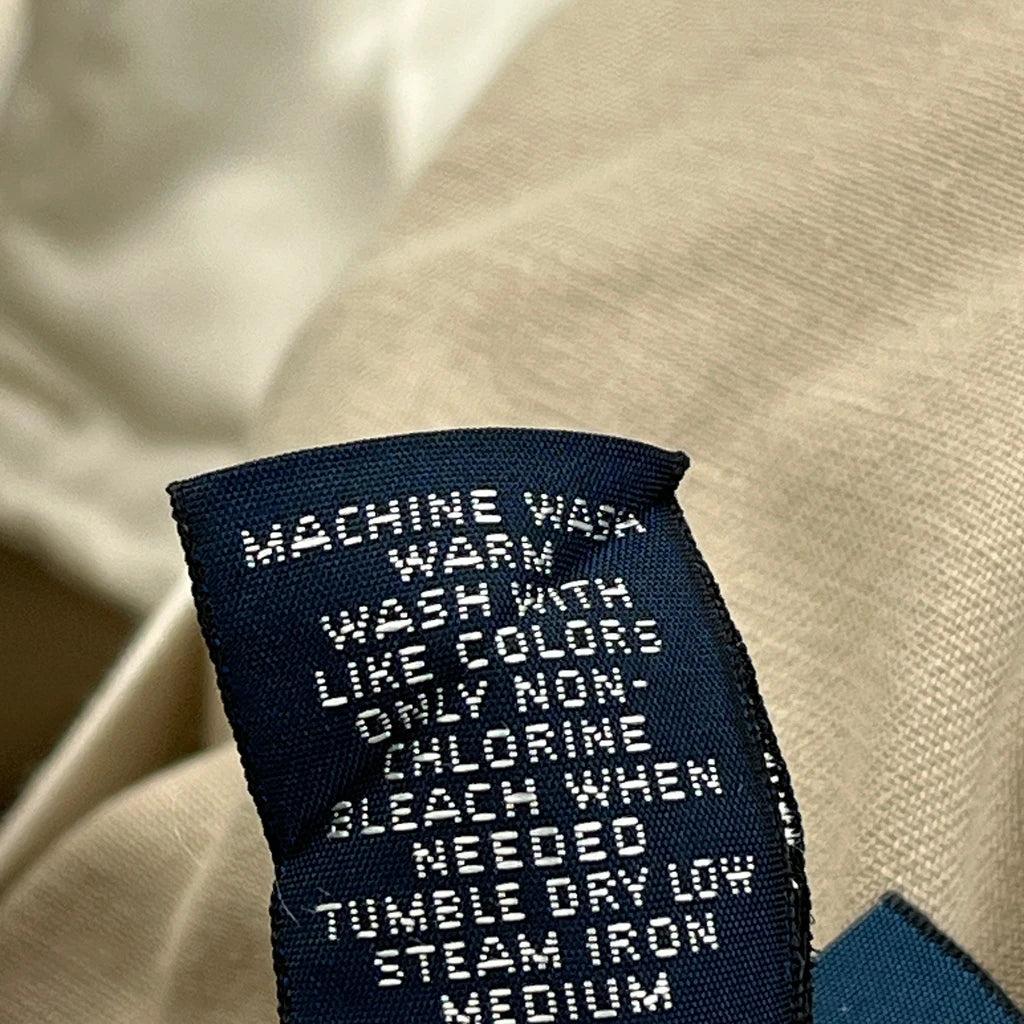 MACHINE WASH
WARM
WASH WITH
LIKE COLORS
ONLY NON-
CHLORINE
BLEACH WHEN
NEEDED
TUMBLE DRY LOW
STEAM IRON
MEDIUM